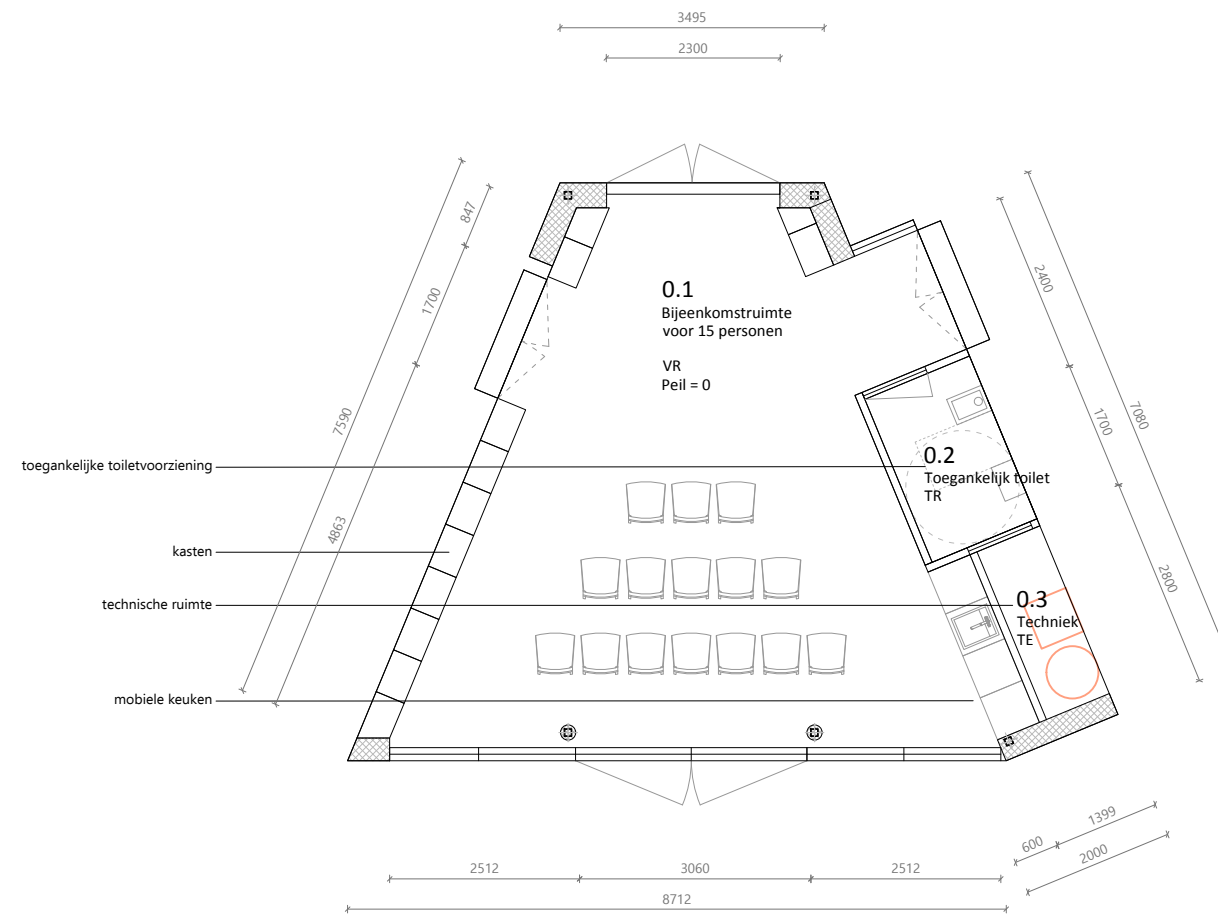 3495
2300
847
1700
7590
4863
2400
1700
7080
2800
0.1
Bijeenkomstruimte
voor 15 personen
VR
Peil = 0
toegankelijke toiletvoorziening
0.2
Toegankelijk toilet
TR
kasten
technische ruimte
0.3
Techniek
TE
mobiele keuken
600
1399
2000
2512
3060
2512
8712